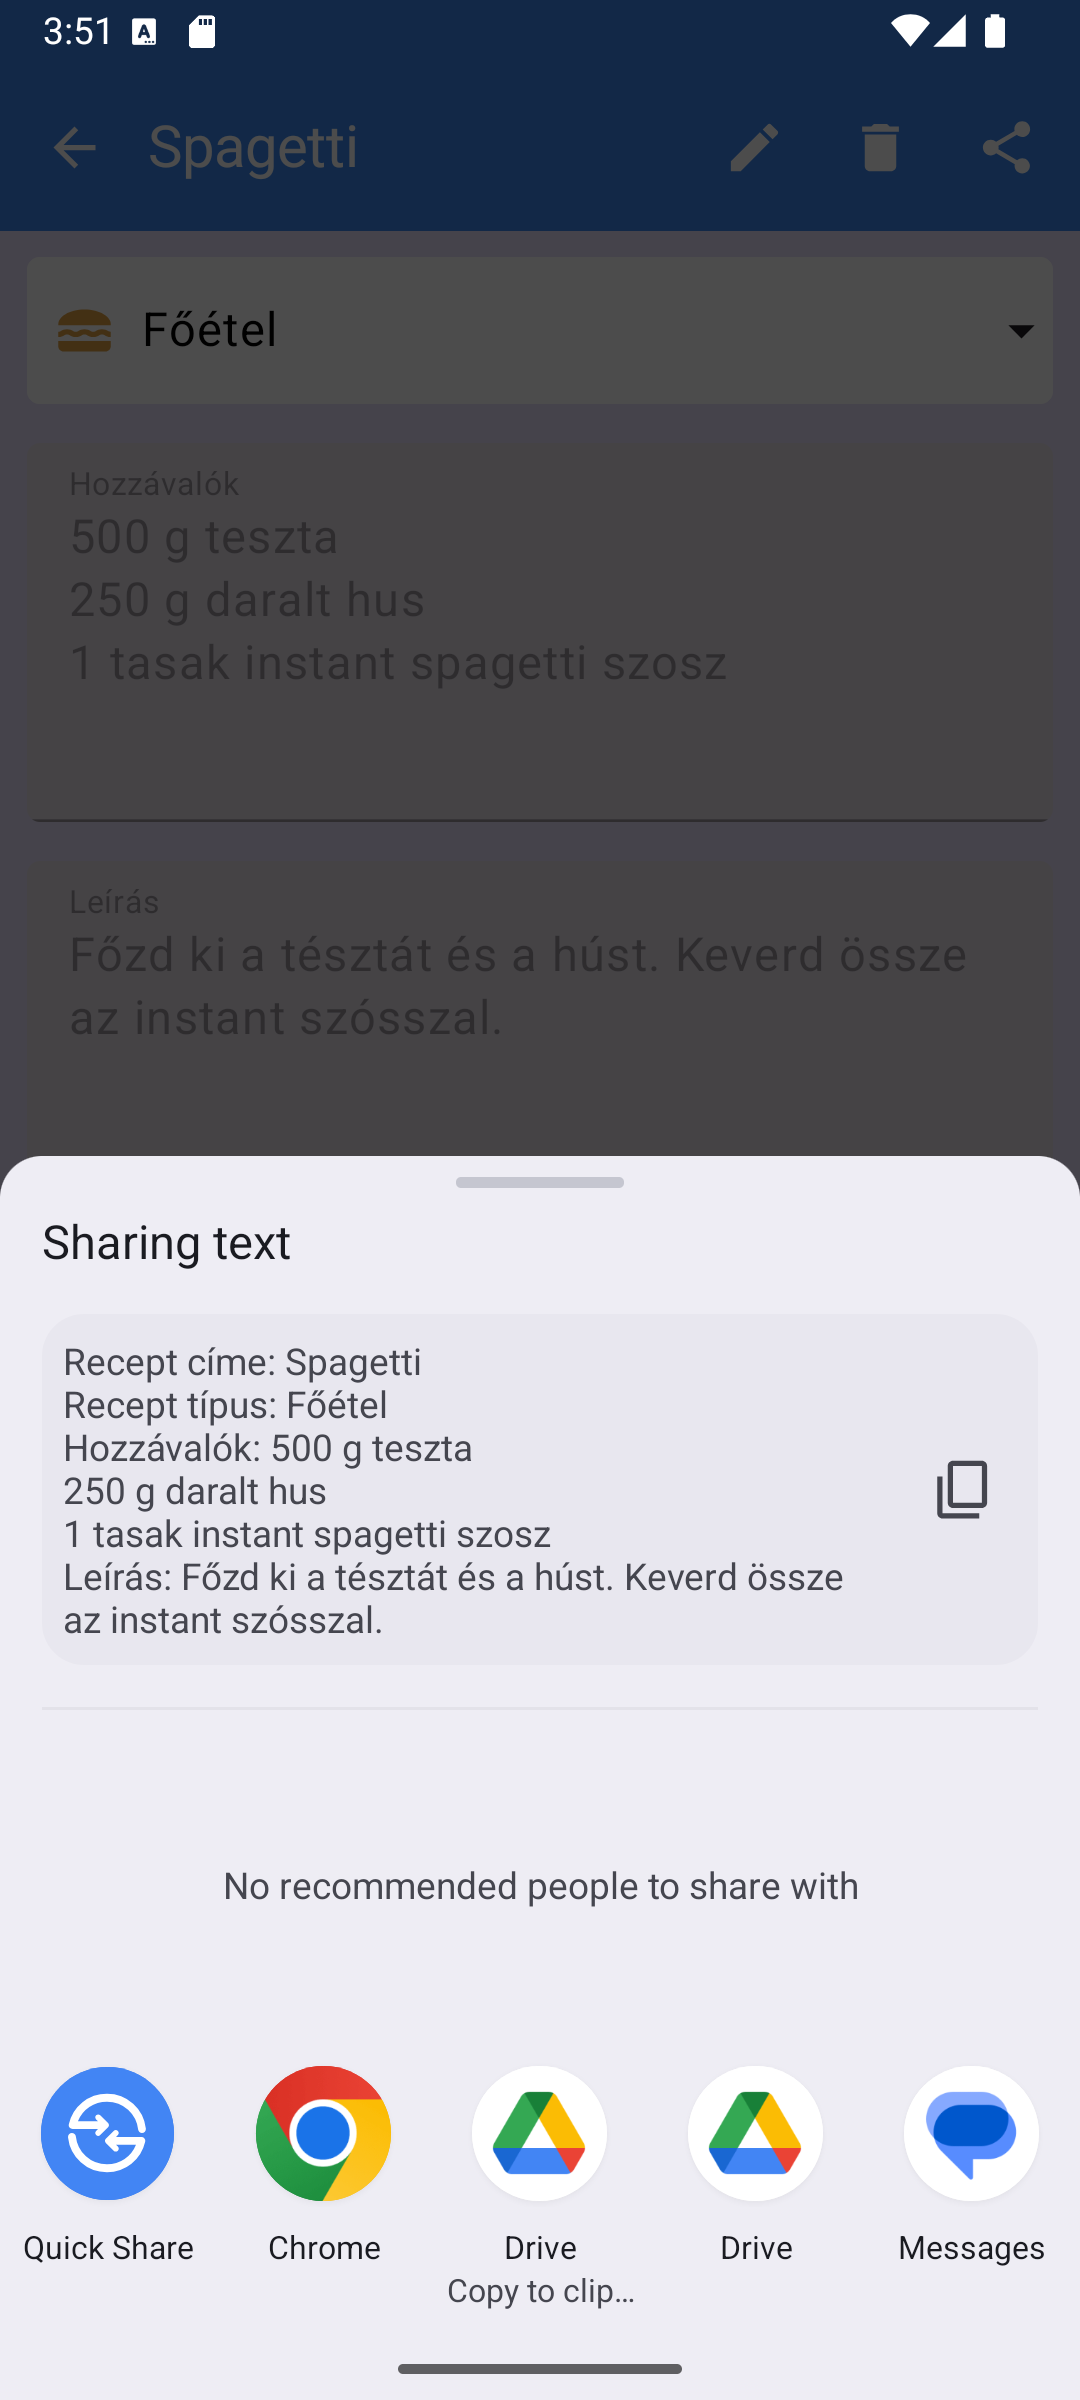 3:51
Spagetti
Főétel
Hozzávalók
500 g teszta
250 g daralt hus
1 tasak instant spagetti szosz
Leírás
Főzd ki a tésztát és a húst. Keverd össze
az instant szósszal.
Sharing text
Recept címe: Spagetti
Recept típus: Főétel
Hozzávalók: 500 g teszta
250 g daralt hus
1 tasak instant spagetti szosz
Leírás: Főzd ki a tésztát és a húst. Keverd össze
az instant szósszal.
No recommended people to share with
Quick Share
Chrome
Drive
Copy to clip…
Drive
Messages